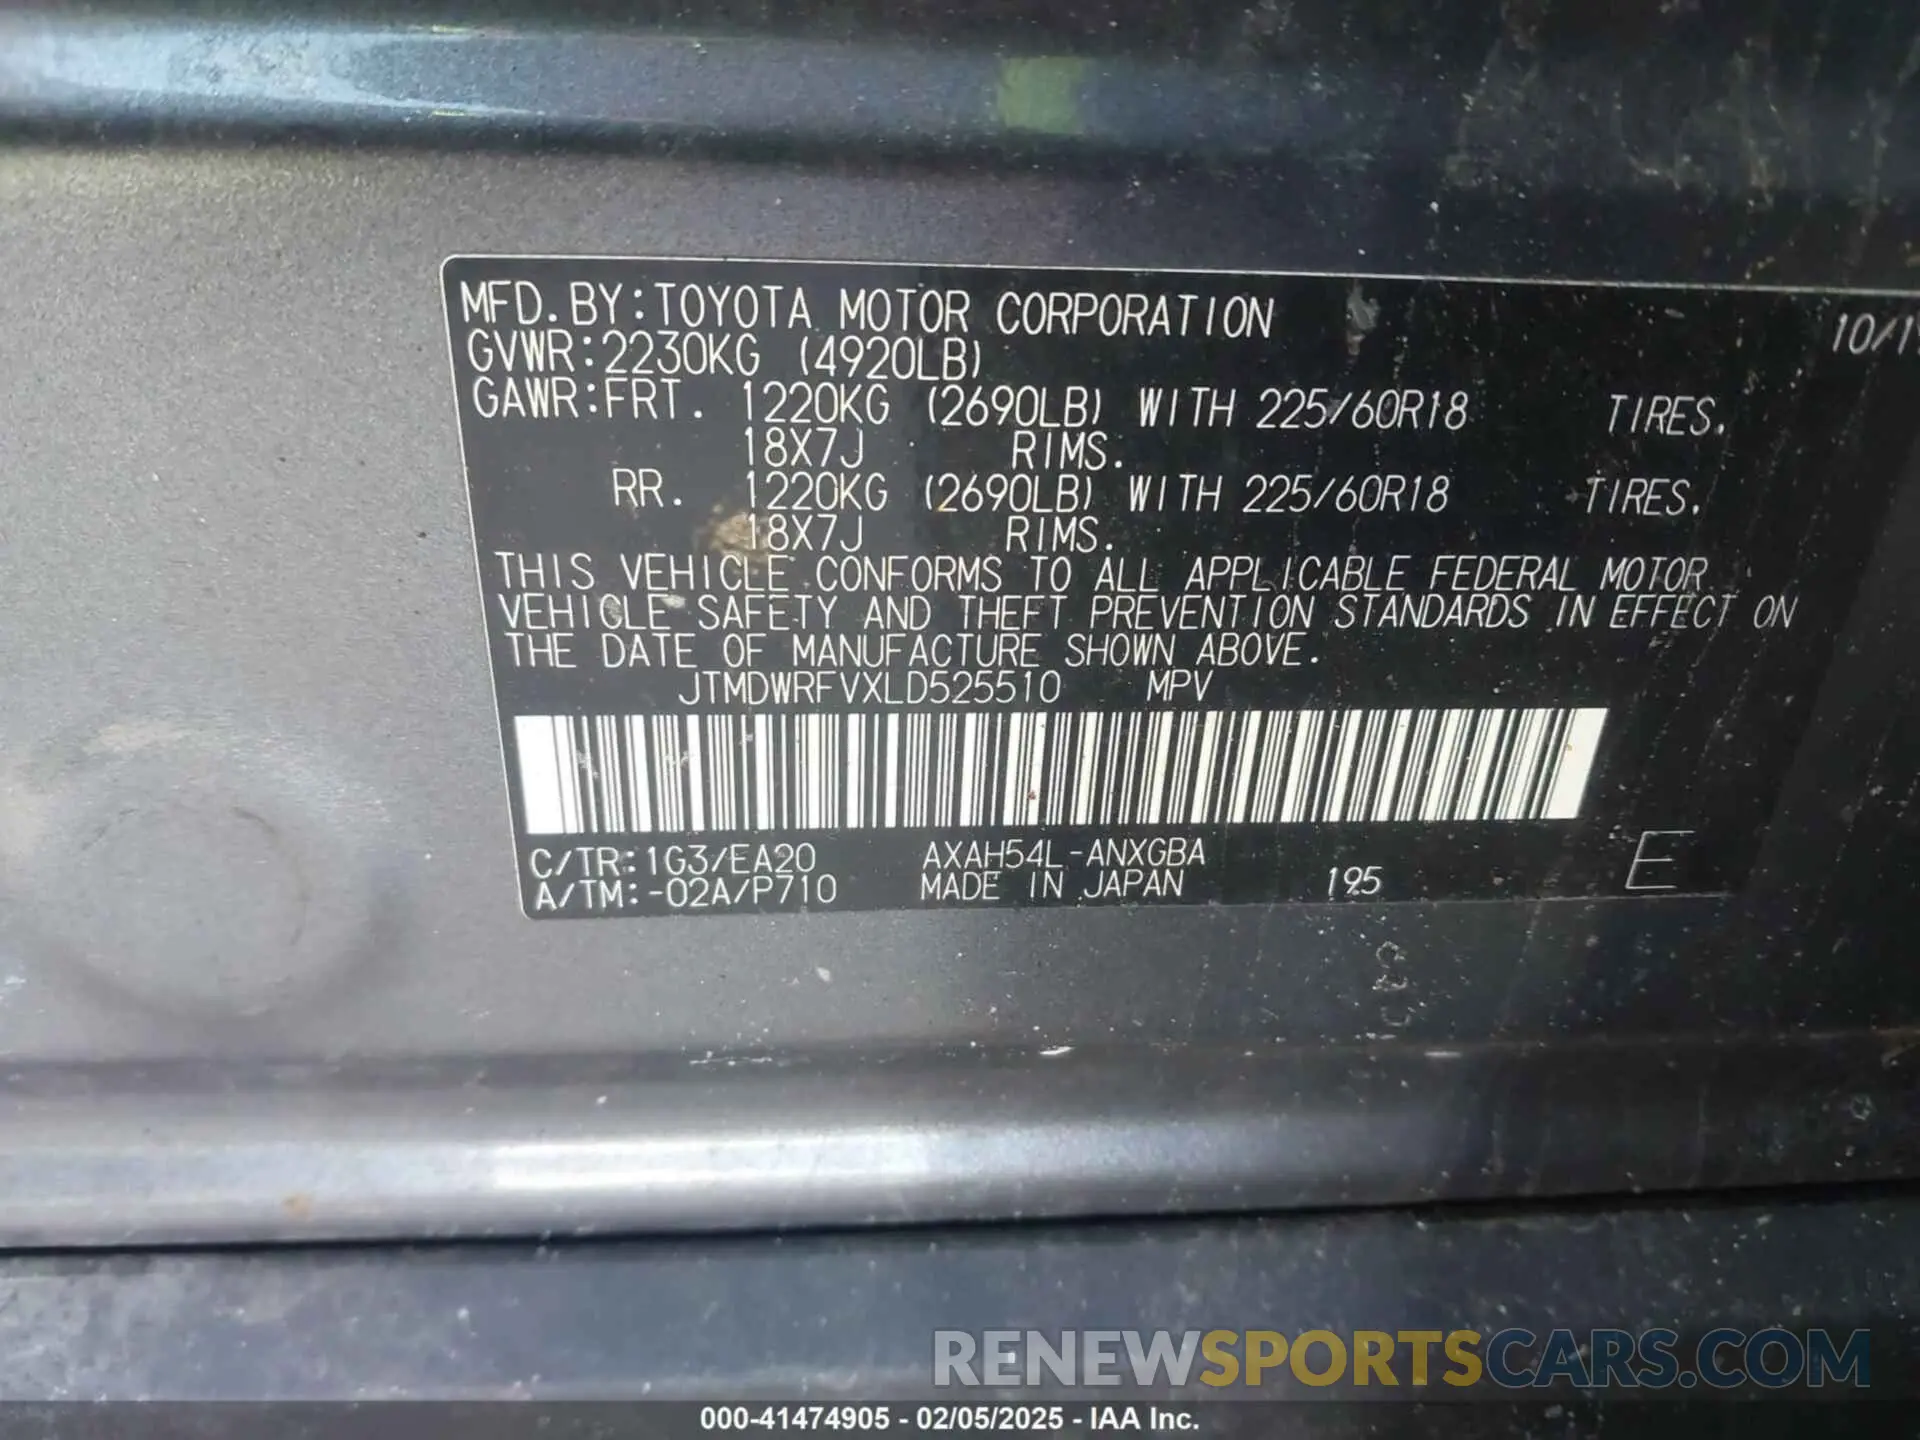 MFD. BY:TOYOTA MOTOR CORPORATION 10/1
GVWR:2230KG (4920LB)
GAWR:FRT. 1220KG (2690LB) WITH 225/60R18 TIRES.
18X7J RIMS.
RR. 1220KG (2690LB) WITH 225/60R18 TIRES.
18X7J RIMS.
THIS VEHICLE CONFORMS TO ALL APPLICABLE FEDERAL MOTOR
VEHICLE SAFETY AND THEFT PREVENTION STANDARDS IN EFFECT ON
THE DATE OF MANUFACTURE SHOWN ABOVE.
JTMDWRFVXLD525510 MPV
C/TR:1G3/EA20 AXAH54L-ANXGBA
A/TM:-02A/P710 MADE IN JAPAN 195 E
RENEWSPORTSCARS.COM
000-41474905 - 02/05/2025 - IAA Inc.